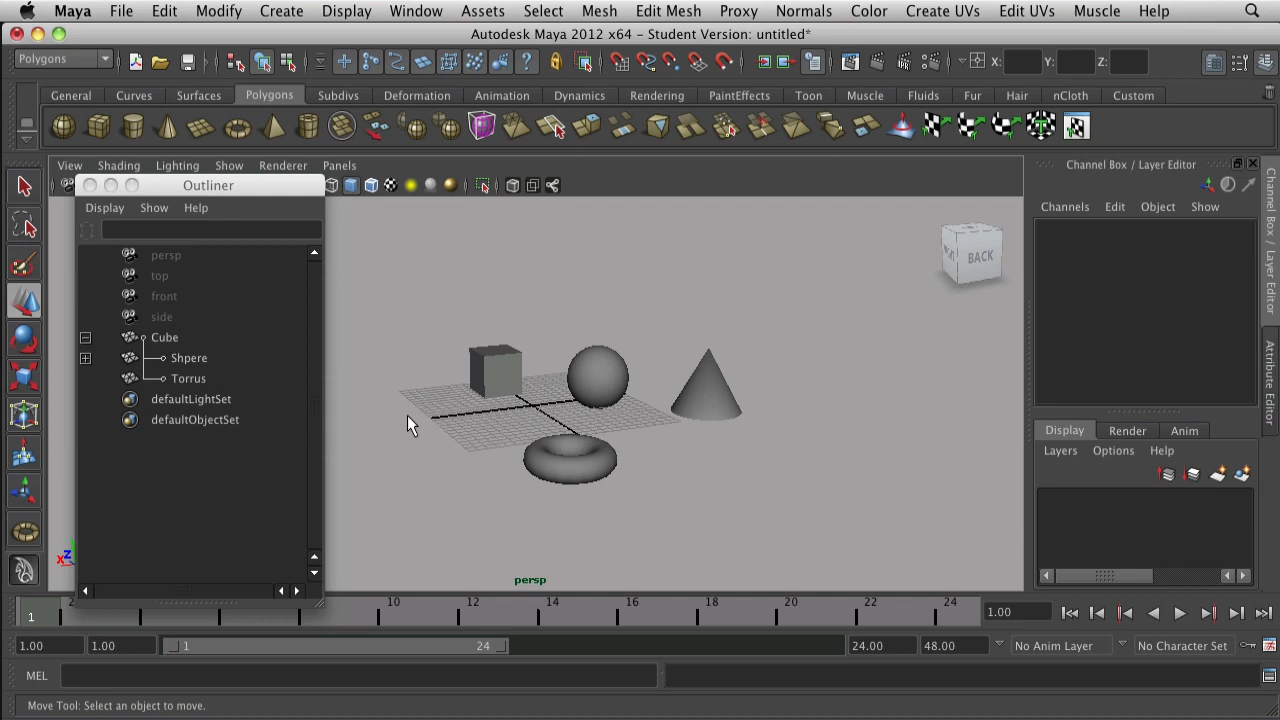 Maya File Edit Modify Create Display Window Assets Select Mesh Edit Mesh Proxy Normals Color Create UVs Edit UVs Muscle Help
Autodesk Maya 2012 x64 - Student Version: untitled*
Polygons X: Y: Z:
General Curves Surfaces Polygons Subdivs Deformation Animation Dynamics Rendering PaintEffects Toon Muscle Fluids Fur Hair nCloth Custom
View Shading Lighting Show Renderer Panels
Channel Box / Layer Editor
Outliner
Display Show Help
Channels Edit Object Show
persp
top
front
side
Cube
Shpere
Torrus
defaultLightSet
defaultObjectSet
BACK
Channel Box / Layer Editor
Attribute Editor
Display Render Anim
Layers Options Help
persp
Z
X
1 2 10 12 14 16 18 20 22 24 1.00
1.00 1.00 1 24 24.00 48.00 No Anim Layer No Character Set
MEL
Move Tool: Select an object to move.